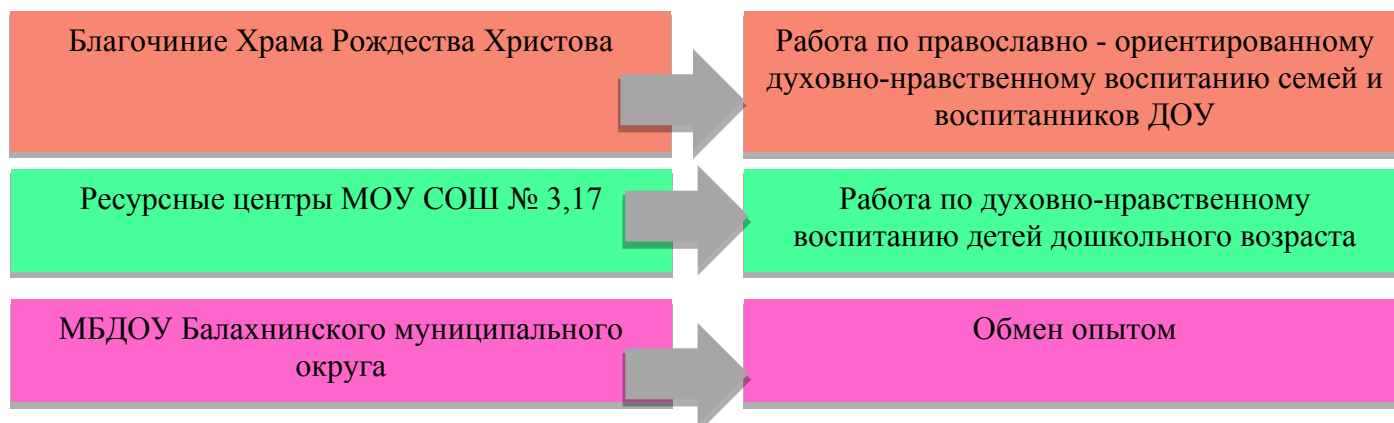 Благочиние Храма Рождества Христова
Работа по православно - ориентированному
духовно-нравственному воспитанию семей и
воспитанников ДОУ
Ресурсные центры МОУ СОШ № 3,17
Работа по духовно-нравственному
воспитанию детей дошкольного возраста
МБДОУ Балахнинского муниципального
округа
Обмен опытом